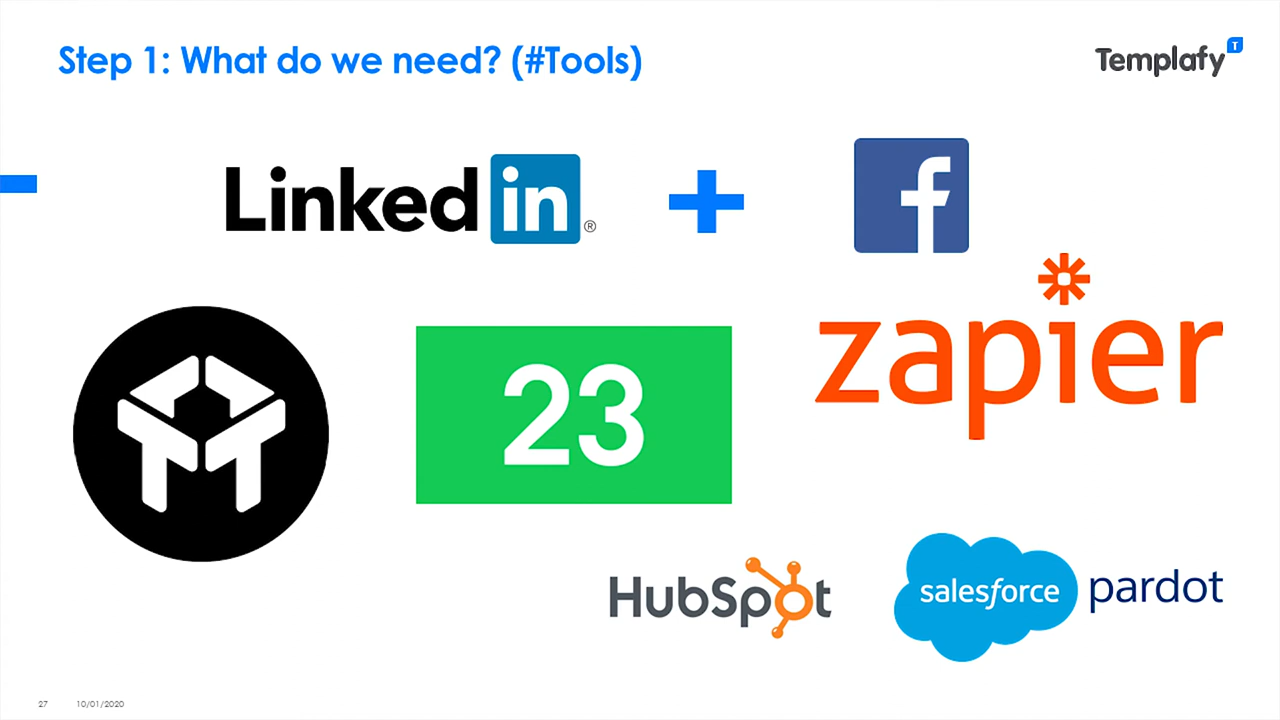 Step 1: What do we need? (#Tools)
Templafy
T
Linkedin®
f
zapier
23
HubSpot
salesforce pardot
27 10/01/2020